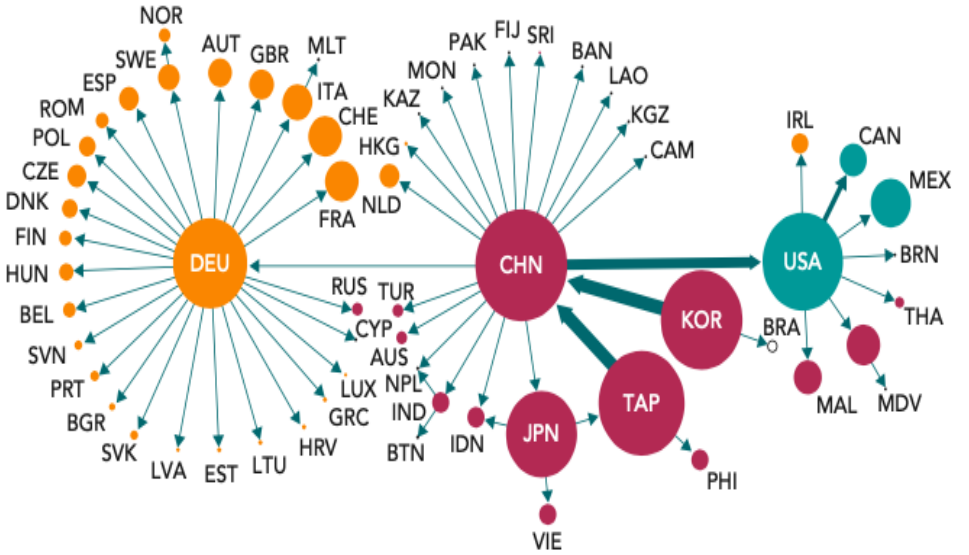 NOR
SWE
AUT
GBR
MLT
ESP
ITA
ROM
CHE
POL
CZE
FRA
DNK
FIN
HUN
BEL
SVN
PRT
BGR
SVK
LVA
EST
LTU
HRV
GRC
LUX
CYP
RUS
DEU
PAK
FIJ
SRI
BAN
MON
LAO
KAZ
KGZ
HKG
CAM
NLD
CHN
TUR
AUS
NPL
IND
BTN
IDN
JPN
VIE
TAP
PHI
KOR
BRA
IRL
CAN
MEX
USA
BRN
THA
MAL
MDV